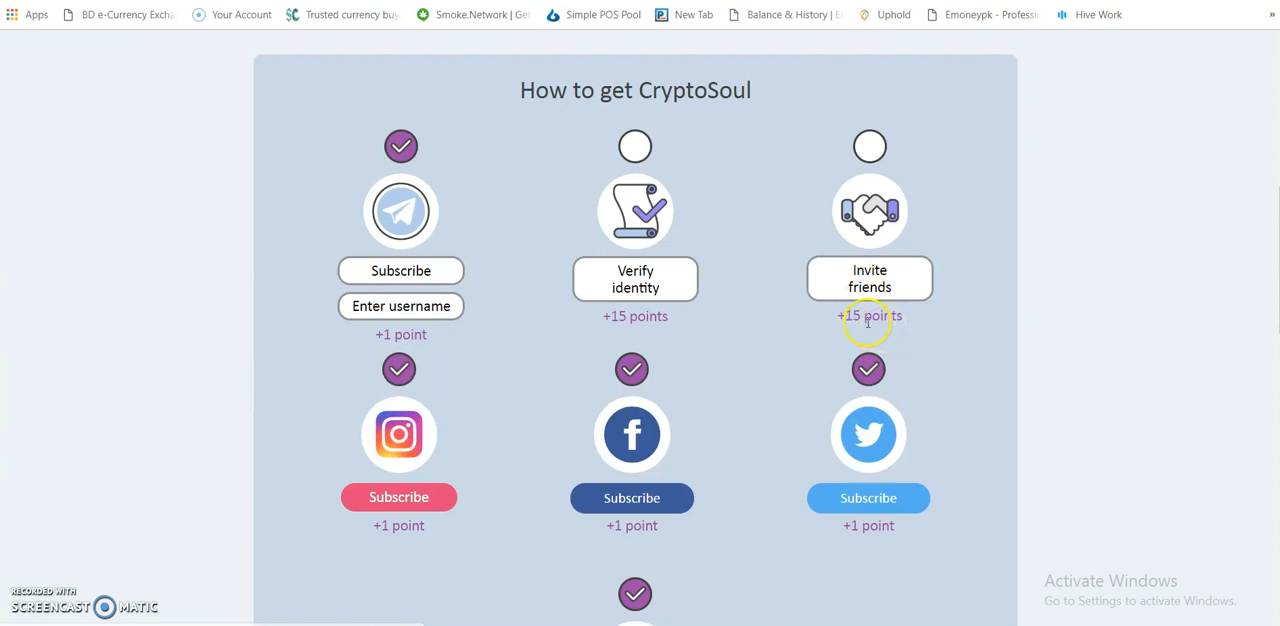 Apps BD e-Currency Excha Your Account Trusted currency buy, Smoke.Network | Get Simple POS Pool New Tab Balance & History | E Uphold Emoneypk - Professio Hive Work »
How to get CryptoSoul
Subscribe
Enter username
+1 point
Verify
identity
+15 points
Invite
friends
+15 points
Subscribe
+1 point
Subscribe
+1 point
Subscribe
+1 point
Activate Windows
Go to Settings to activate Windows.
RECORDED WITH
SCREENCAST MATIC